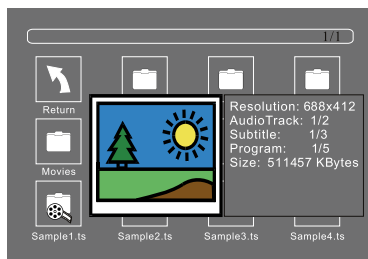 1/1
Return
Movies
Resolution: 688x412
AudioTrack: 1/2
Subtitle: 1/3
Program: 1/5
Size: 511457 KBytes
Sample1.ts Sample2.ts Sample3.ts Sample4.ts